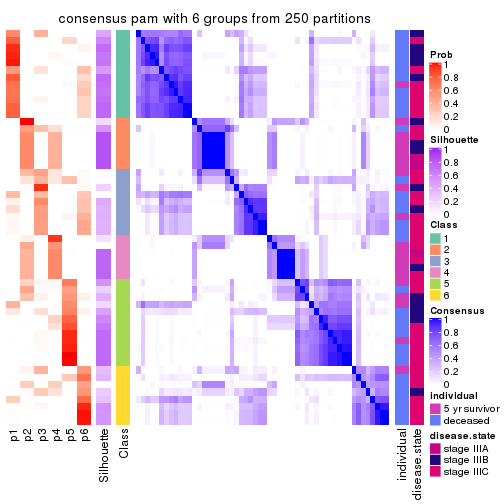 consensus pam with 6 groups from 250 partitions
Prob
1
0.8
0.6
0.4
0.2
0
Silhouette
1
0.8
0.6
0.4
0.2
0
Class
1
2
3
4
5
6
Consensus
1
0.8
0.6
0.4
0.2
0
individual
5 yr survivor
deceased
disease.state
stage IIIA
stage IIIB
stage IIIC
p1
p2
p3
p4
p5
p6
Silhouette
Class
individual
disease.state